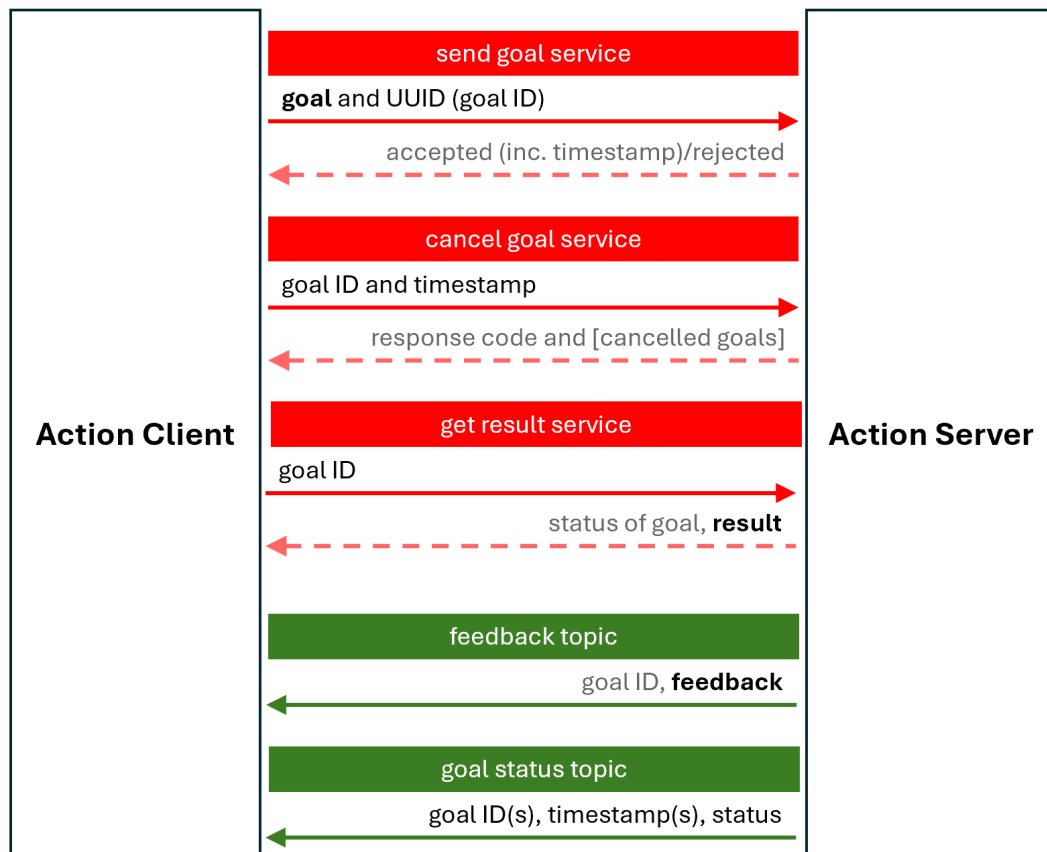 send goal service
goal and UUID (goal ID)
accepted (inc. timestamp)/rejected
cancel goal service
goal ID and timestamp
response code and [cancelled goals]
Action Client
get result service
Action Server
goal ID
status of goal, result
feedback topic
goal ID, feedback
goal status topic
goal ID(s), timestamp(s), status